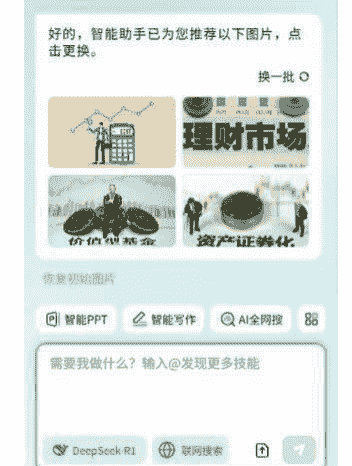 好的，智能助手已为您推荐以下图片，点
击更换。
换一批
理财市场
价值型基金
资产证券化
恢复初始图片
智能PPT
智能写作
AI全网搜
需要我做什么？输入@发现更多技能
DeepSeek-R1
联网搜索